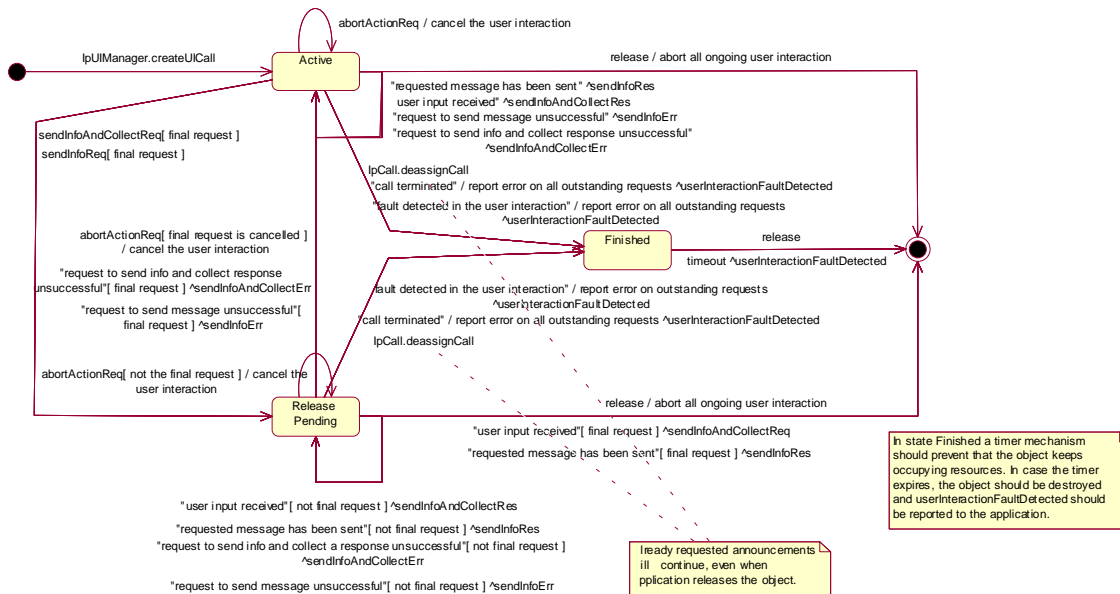 abortActionReq / cancel the user interaction
IpUIManager.createUICall
Active
release / abort all ongoing user interaction
"requested message has been sent" ^sendInfoRes
user input received" ^sendInfoAndCollectRes
"request to send message unsuccessful" ^sendInfoErr
"request to send info and collect response unsuccessful"
^sendInfoAndCollectErr
sendInfoAndCollectReq[ final request ]
sendInfoReq[ final request ]
IpCall.deassignCall
"call terminated" / report error on all outstanding requests ^userInteractionFaultDetected
"fault detected in the user interaction" / report error on all outstanding requests
^userInteractionFaultDetected
abortActionReq[ final request is cancelled ]
/ cancel the user interaction
Finished
release
timeout ^userInteractionFaultDetected
"request to send info and collect response
unsuccessful"[ final request ] ^sendInfoAndCollectErr
"request to send message unsuccessful"[
final request ] ^sendInfoErr
fault detected in the user interaction" / report error on outstanding requests
^userInteractionFaultDetected
"call terminated" / report error on all outstanding requests ^userInteractionFaultDetected
IpCall.deassignCall
abortActionReq[ not the final request ] / cancel the
user interaction
Release
Pending
release / abort all ongoing user interaction
"user input received"[ final request ] ^sendInfoAndCollectReq
"requested message has been sent"[ final request ] ^sendInfoRes
In state Finished a timer mechanism
should prevent that the object keeps
occupying resources. In case the timer
expires, the object should be destroyed
and userInteractionFaultDetected should
be reported to the application.
"user input received"[ not final request ] ^sendInfoAndCollectRes
"requested message has been sent"[ not final request ] ^sendInfoRes
"request to send info and collect a response unsuccessful"[ not final request ]
^sendInfoAndCollectErr
"request to send message unsuccessful"[ not final request ] ^sendInfoErr
lready requested announcements
ill continue, even when
pplication releases the object.